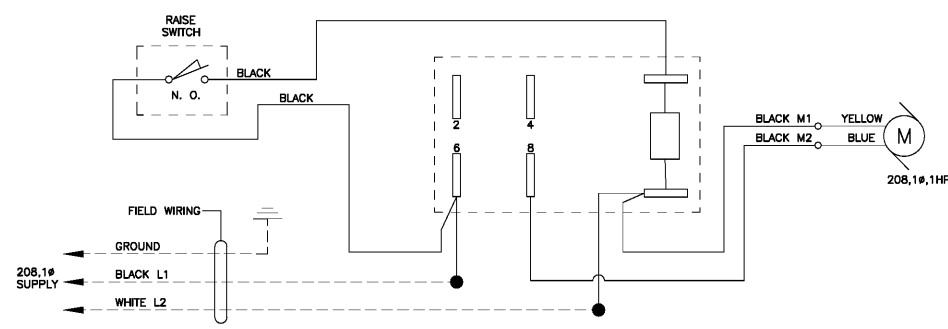 RAISE
SWITCH
BLACK
N. O.
BLACK
2
4
6
8
BLACK M1
YELLOW
BLACK M2
BLUE
M
208,1ø,1HP
FIELD WIRING
GROUND
208,1ø
SUPPLY
BLACK L1
WHITE L2